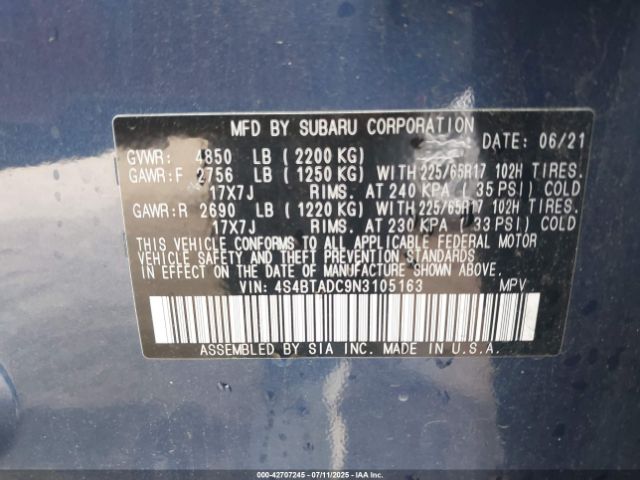 MFD BY SUBARU CORPORATION
DATE: 06/21
GVWR: 4850 LB (2200 KG)
GAWR:F 2756 LB (1250 KG) WITH 225/65R17 102H TIRES.
17X7J RIMS. AT 240 KPA (35 PSI) COLD
GAWR:R 2690 LB (1220 KG) WITH 225/65R17 102H TIRES.
17X7J RIMS. AT 230 KPA (33 PSI) COLD
THIS VEHICLE CONFORMS TO ALL APPLICABLE FEDERAL MOTOR
VEHICLE SAFETY AND THEFT PREVENTION STANDARDS
IN EFFECT ON THE DATE OF MANUFACTURE SHOWN ABOVE.
VIN: 4S4BTADC9N3105163 MPV
ASSEMBLED BY SIA INC. MADE IN U.S.A.
000-42707245 - 07/11/2025 - IAAI.COM